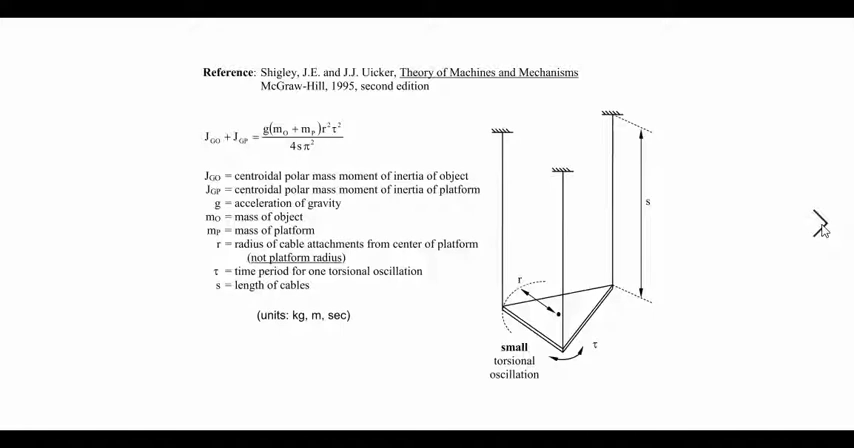 Reference: Shigley, J.E. and J.J. Uicker, Theory of Machines and Mechanisms
McGraw-Hill, 1995, second edition
J_GO + J_GP = g(m_O + m_P)r²τ² / 4sπ²
J_GO = centroidal polar mass moment of inertia of object
J_GP = centroidal polar mass moment of inertia of platform
g = acceleration of gravity
m_O = mass of object
m_P = mass of platform
r = radius of cable attachments from center of platform
(not platform radius)
τ = time period for one torsional oscillation
s = length of cables
(units: kg, m, sec)
s
r
τ
small
torsional
oscillation